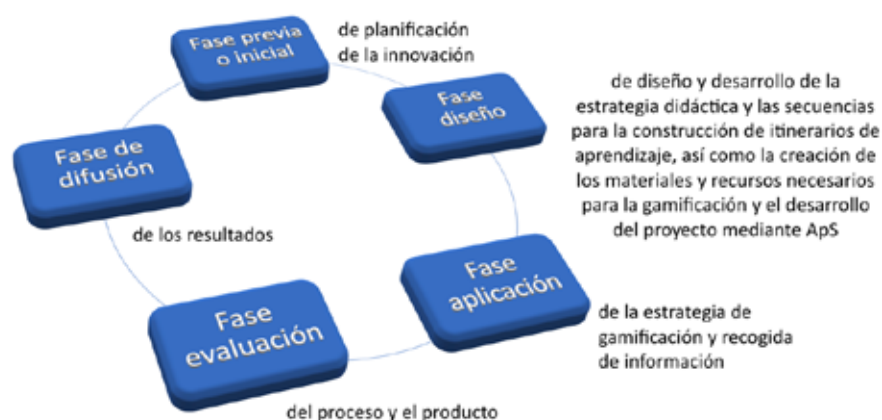 Fase previa
o inicial
de planificación
de la innovación
Fase
diseño
de diseño y desarrollo de la
estrategia didáctica y las secuencias
para la construcción de itinerarios de
aprendizaje, así como la creación de
los materiales y recursos necesarios
para la gamificación y el desarrollo
del proyecto mediante ApS
Fase
aplicación
de la estrategia de
gamificación y recogida
de información
Fase
evaluación
del proceso y el producto
Fase de
difusión
de los resultados